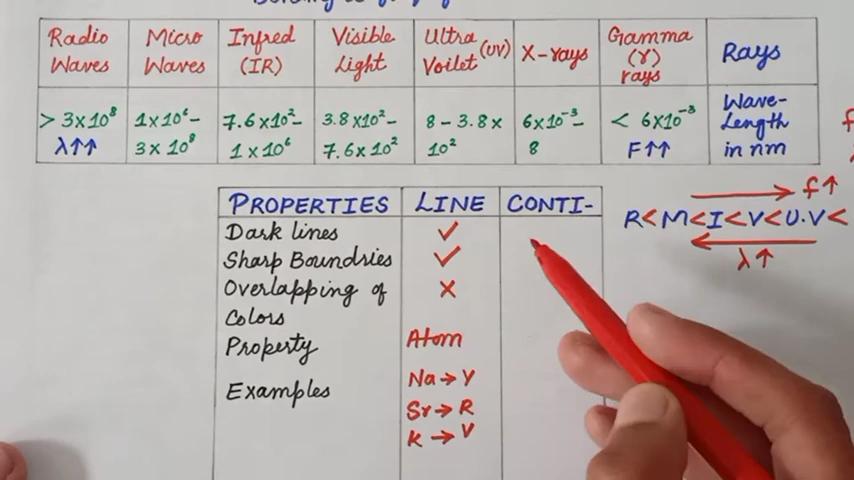 Radio Waves
Micro Waves
Infred (IR)
Visible Light
Ultra Voilet (UV)
X-rays
Gamma (γ) rays
Rays
> 3x10⁸ λ↑↑
1x10⁶- 3x10⁸
7.6x10²- 1x10⁶
3.8x10²- 7.6x10²
8-3.8x 10²
6x10⁻³- 8
< 6x10⁻³ F↑↑
Wave-Length in nm
PROPERTIES LINE CONTI-
Dark lines ✓
Sharp Boundries ✓
Overlapping of Colors ×
Property Atom
Examples Na→Y
Sr→R
K→V
f↑
R<M<I<V<U.V<
λ↑